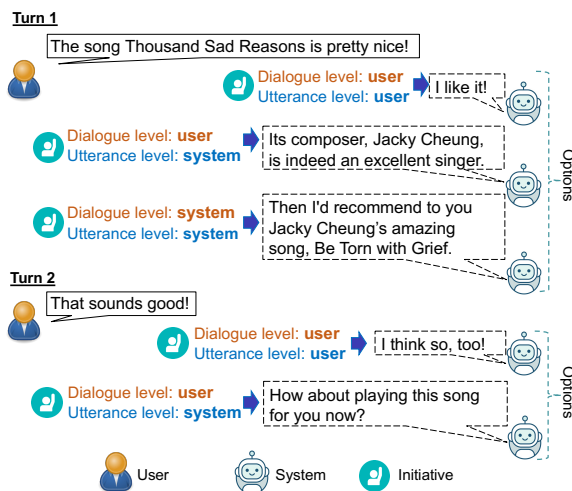 Turn 1
The song Thousand Sad Reasons is pretty nice!
Dialogue level: user
Utterance level: user
I like it!
Dialogue level: user
Utterance level: system
Its composer, Jacky Cheung,
is indeed an excellent singer.
Dialogue level: system
Utterance level: system
Then I'd recommend to you
Jacky Cheung's amazing
song, Be Torn with Grief.
Options
Turn 2
That sounds good!
Dialogue level: user
Utterance level: user
I think so, too!
Dialogue level: user
Utterance level: system
How about playing this song
for you now?
Options
User
System
Initiative